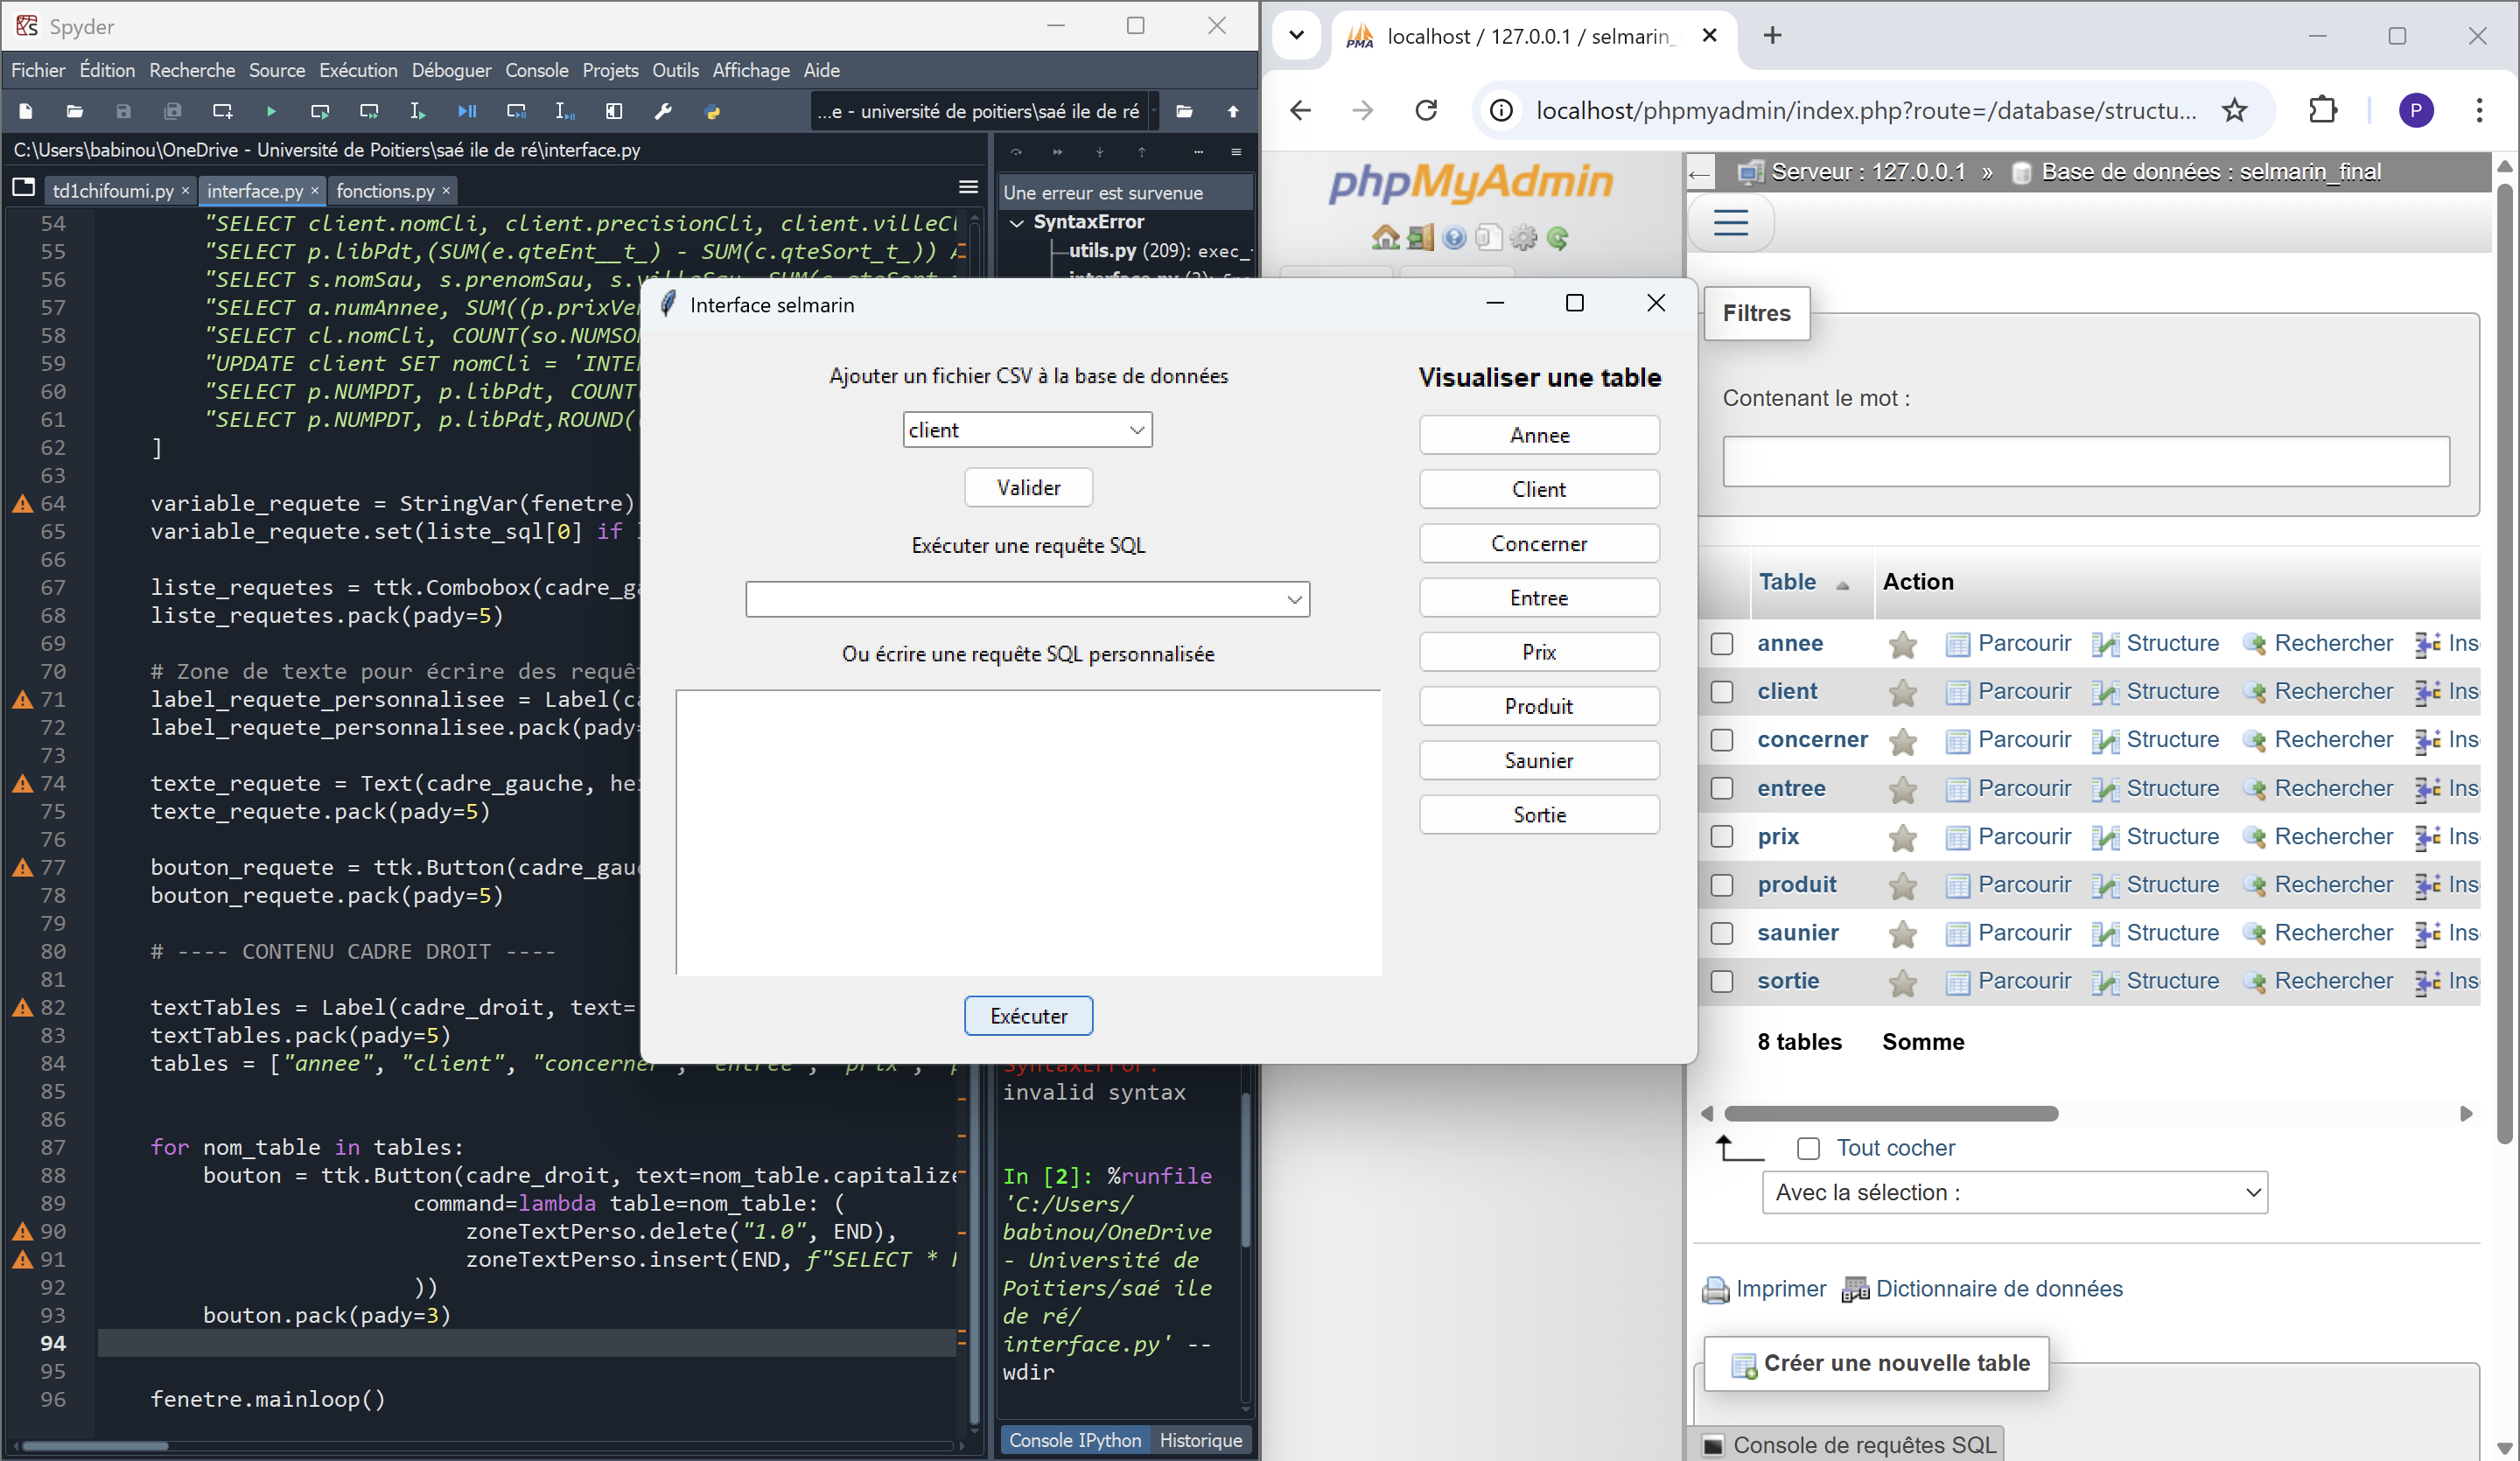 Spyder
Fichier Édition Recherche Source Exécution Déboguer Console Projets Outils Affichage Aide
...e - université de poitiers\saé ile de ré
C:\Users\babinou\OneDrive - Université de Poitiers\saé ile de ré\interface.py
td1chifoumi.py interface.py fonctions.py
54 "SELECT client.nomCli, client.precisionCli, client.villeCl
55 "SELECT p.libPdt,(SUM(e.qteEnt__t_) - SUM(c.qteSort_t_))
56 "SELECT s.nomSau, s.prenomSau,
57 "SELECT a.numAnnee, SUM((p.prixVe
58 "SELECT cl.nomCli, COUNT(so.NUMSO
59 "UPDATE client SET nomCli = 'INTE
60 "SELECT p.NUMPDT, p.libPdt, COUNT
61 "SELECT p.NUMPDT, p.libPdt,ROUND(
62 ]
63
64 variable_requete = StringVar(fenetre)
65 variable_requete.set(liste_sql[0] if
66
67 liste_requetes = ttk.Combobox(cadre_ga
68 liste_requetes.pack(pady=5)
69
70 # Zone de texte pour écrire des requêt
71 label_requete_personnalisee = Label(ca
72 label_requete_personnalisee.pack(pady=
73
74 texte_requete = Text(cadre_gauche, hei
75 texte_requete.pack(pady=5)
76
77 bouton_requete = ttk.Button(cadre_gau
78 bouton_requete.pack(pady=5)
79
80 # ---- CONTENU CADRE DROIT ----
81
82 textTables = Label(cadre_droit, text=
83 textTables.pack(pady=5)
84 tables = ["annee", "client", "concerner", "entree", "prix",
85
86
87 for nom_table in tables:
88 bouton = ttk.Button(cadre_droit, text=nom_table.capitalize
89 command=lambda table=nom_table: (
90 zoneTextPerso.delete("1.0", END),
91 zoneTextPerso.insert(END, f"SELECT *
92 ))
93 bouton.pack(pady=3)
94
95
96 fenetre.mainloop()
Une erreur est survenue
SyntaxError
utils.py (209): exec_
interface.py
SyntaxError:
invalid syntax
In [2]: %runfile
'C:/Users/
babinou/OneDrive
- Université de
Poitiers/saé ile
de ré/
interface.py' --
wdir
Console IPython Historique
Interface selmarin
Ajouter un fichier CSV à la base de données
client
Valider
Exécuter une requête SQL
Ou écrire une requête SQL personnalisée
Exécuter
Visualiser une table
Annee
Client
Concerner
Entree
Prix
Produit
Saunier
Sortie
PMA localhost / 127.0.0.1 / selmarin_
localhost/phpmyadmin/index.php?route=/database/structu...
P
phpMyAdmin
Serveur : 127.0.0.1 » Base de données : selmarin_final
Filtres
Contenant le mot :
Table Action
annee Parcourir Structure Rechercher Ins
client Parcourir Structure Rechercher Ins
concerner Parcourir Structure Rechercher Ins
entree Parcourir Structure Rechercher Ins
prix Parcourir Structure Rechercher Ins
produit Parcourir Structure Rechercher Ins
saunier Parcourir Structure Rechercher Ins
sortie Parcourir Structure Rechercher Ins
8 tables Somme
Tout cocher
Avec la sélection :
Imprimer Dictionnaire de données
Créer une nouvelle table
Console de requêtes SQL